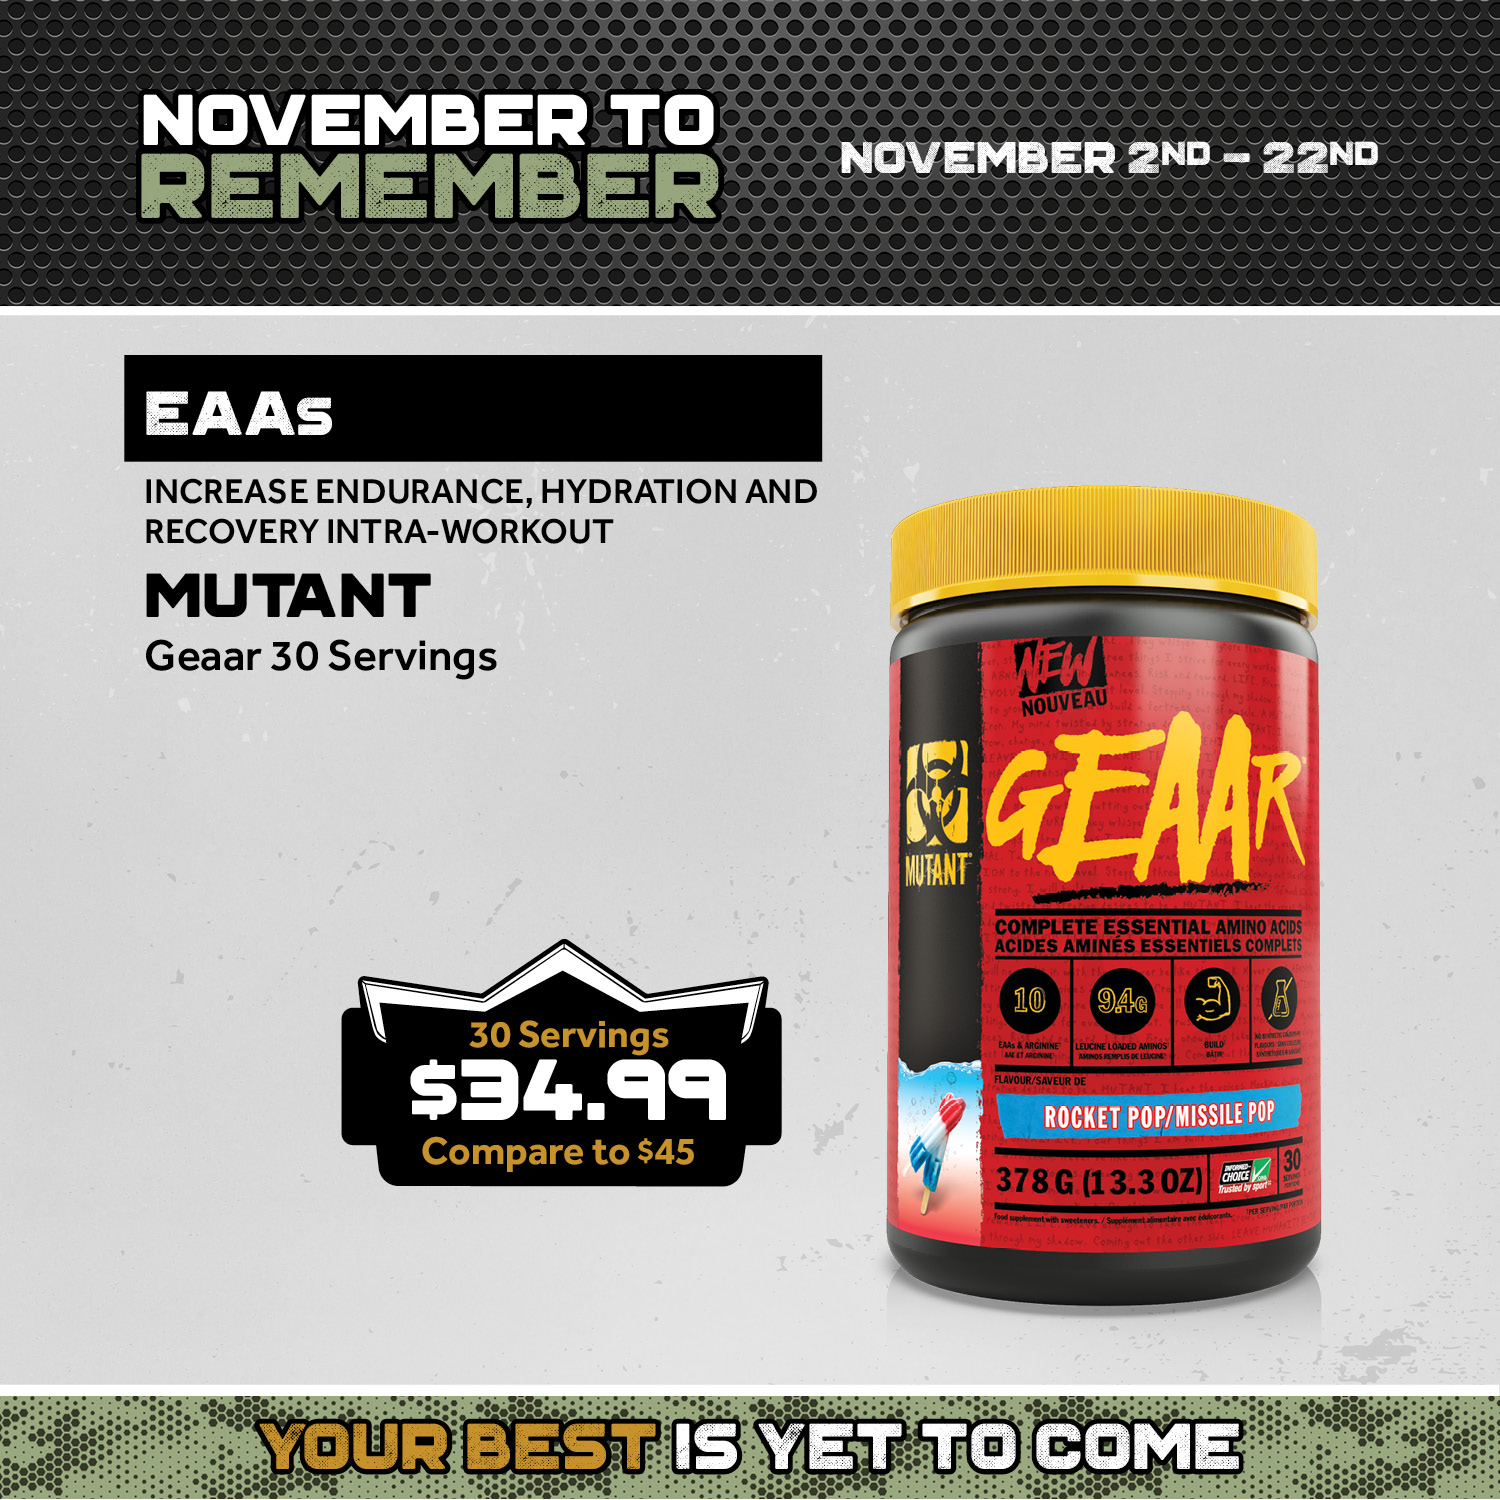 NOVEMBER TO
REMEMBER
NOVEMBER 2ND - 22ND
EAAs
INCREASE ENDURANCE, HYDRATION AND
RECOVERY INTRA-WORKOUT
MUTANT
Geaar 30 Servings
30 Servings
$34.99
Compare to $45
NEW
NOUVEAU
GEAAR
MUTANT
COMPLETE ESSENTIAL AMINO ACIDS
ACIDES AMINÉS ESSENTIELS COMPLETS
10
EAAs & ARGININE
AAE ET ARGININE
9.4G
LEUCINE LOADED AMINOS
AMINOS REMPLIS DE LEUCINE
BUILD
BÂTIR
FLAVOUR/SAVEUR DE
ROCKET POP/MISSILE POP
378 G (13.3 OZ)
INFORMED-
CHOICE
Trusted by sport
30
SERVINGS
PORTIONS
Food supplement with sweeteners. / Supplément alimentaire avec édulcorants.
YOUR BEST IS YET TO COME